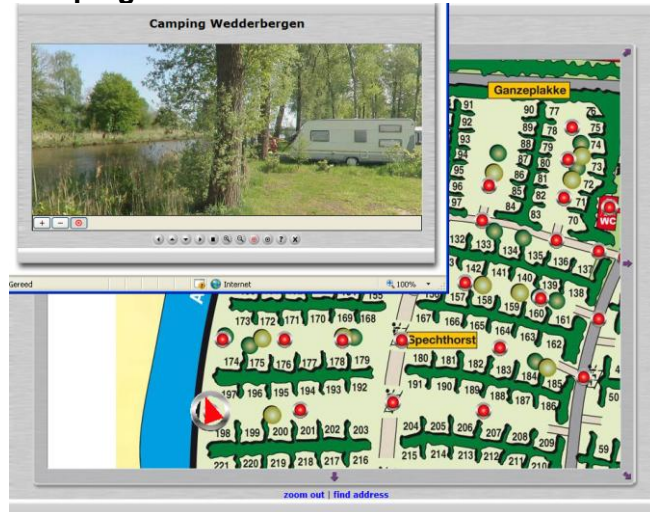 Camping Wedderbergen
+ − 
?
X
Gereed
Internet
100%
Ganzeplakke
91
90 77
92
89 78 75
93
88 79 74
94
87 80 73
95
86 81 72
96
85 82 71
97
84 83 70
WC
132 133 134 135 136 137
142 141 140 139 138
157 158 159 160 161
155
173 172 171 170 169 168
167 166 165 164 163 162
Spechthorst
174 175 176 177 178 179
180 181 182 183 184 185
197 196 195 194 193 192
191 190 189 188 187 186
50
198 199 200 201 202 203
204 205 206 207 208 209
59
221 220 219 218 217 216
215 214 213 212 211 210
zoom out | find address